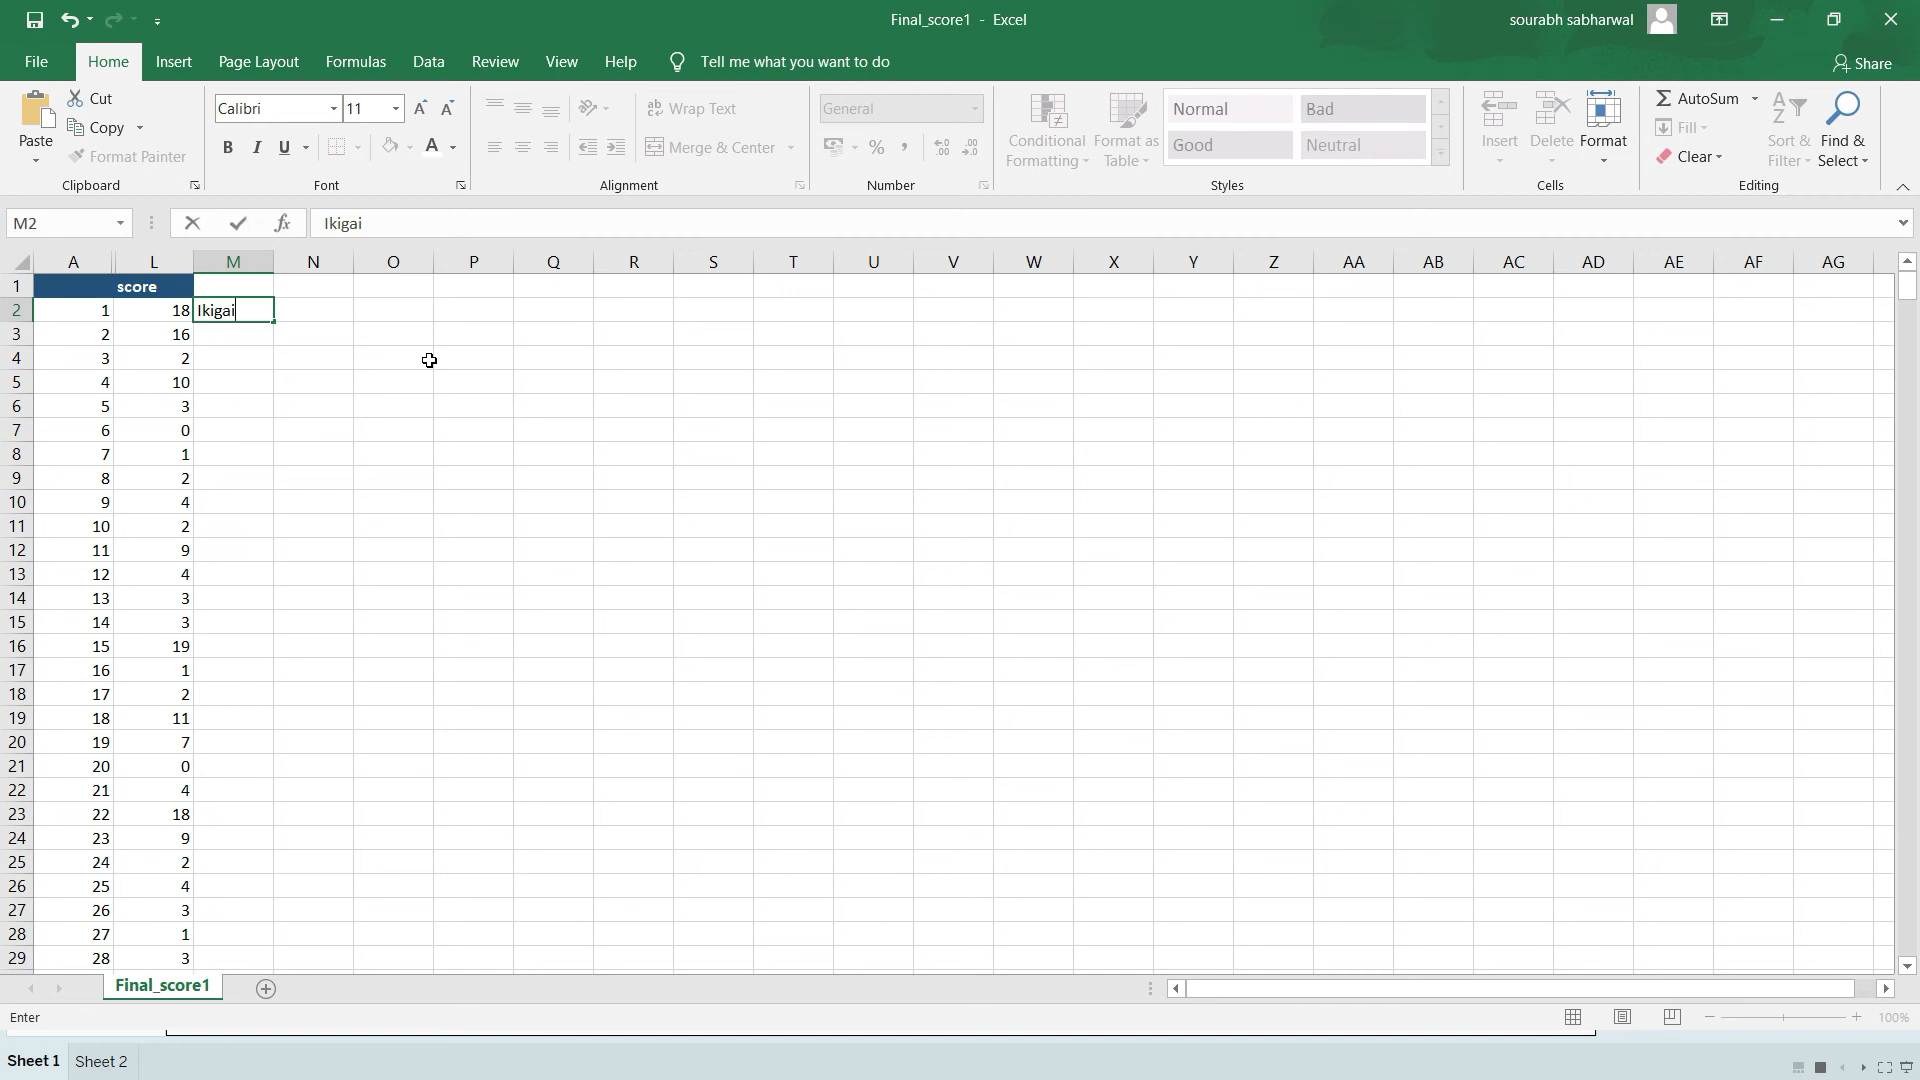 Final_score1 - Excel
sourabh sabharwal
File Home Insert Page Layout Formulas Data Review View Help Tell me what you want to do Share
Paste
Cut
Copy
Format Painter
Clipboard
Calibri 11
B I U A
Font
Wrap Text
Merge & Center
Alignment
General
% ,
Number
Conditional Formatting
Format as Table
Normal Bad
Good Neutral
Styles
Insert Delete Format
Cells
AutoSum
Fill
Clear
Sort & Filter
Find & Select
Editing
M2 fx Ikigai
A L M N O P Q R S T U V W X Y Z AA AB AC AD AE AF AG
1 score
2 1 18 Ikigai
3 2 16
4 3 2
5 4 10
6 5 3
7 6 0
8 7 1
9 8 2
10 9 4
11 10 2
12 11 9
13 12 4
14 13 3
15 14 3
16 15 19
17 16 1
18 17 2
19 18 11
20 19 7
21 20 0
22 21 4
23 22 18
24 23 9
25 24 2
26 25 4
27 26 3
28 27 1
29 28 3
Final_score1
Enter 100%
Sheet 1 Sheet 2